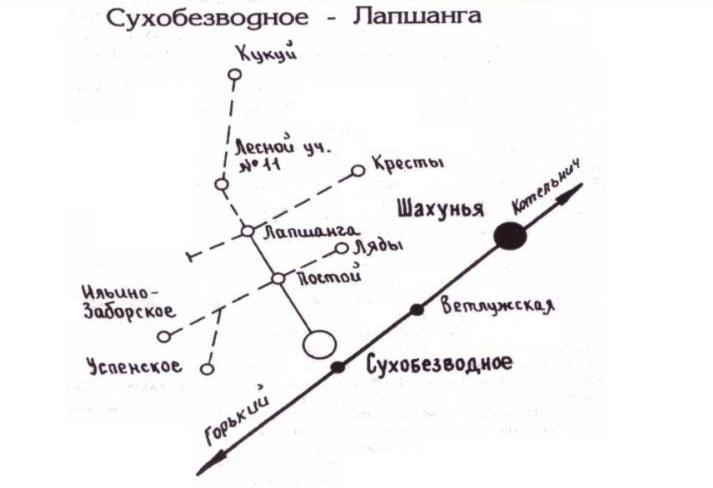 Сухобезводное - Лапшанга
Кукуй
Лесной уч.
№ 11
Кресты
Шахунья
Котельнич
Лапшанга
Ляды
Постой
Ильино-
Заборское
Ветлужская
Успенское
Сухобезводное
Горький